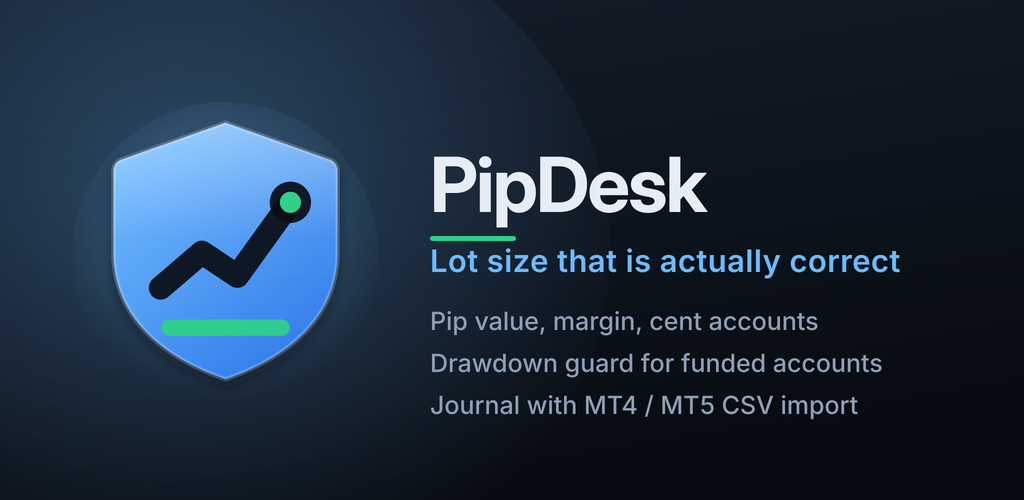 PipDesk
Lot size that is actually correct
Pip value, margin, cent accounts
Drawdown guard for funded accounts
Journal with MT4 / MT5 CSV import